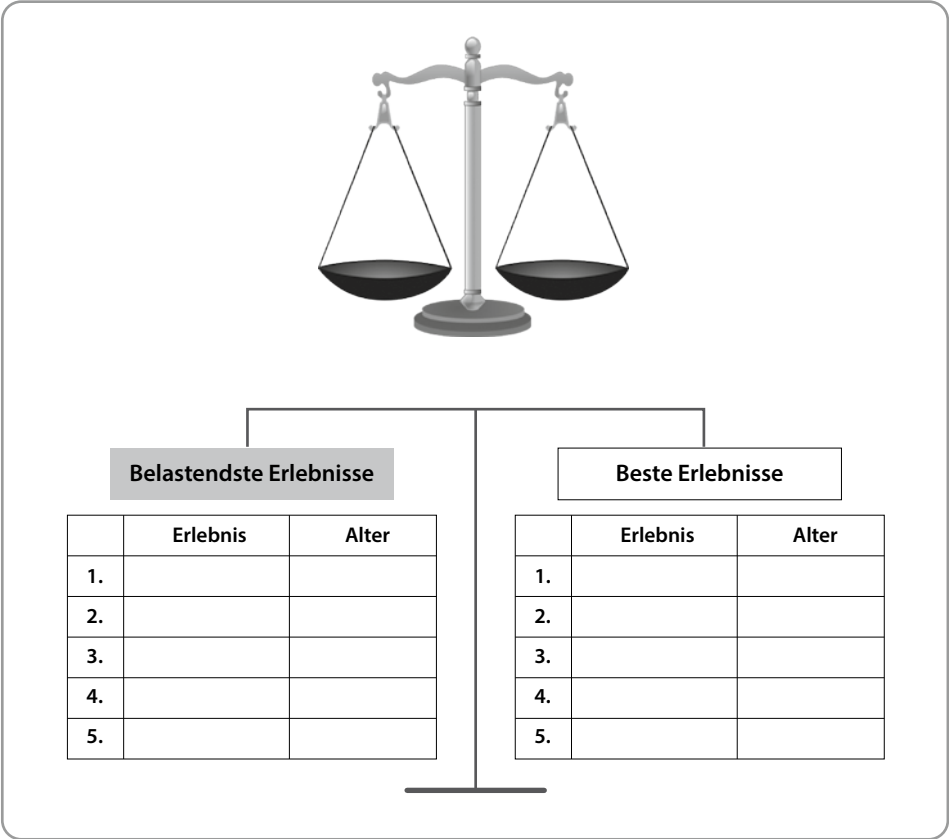 Belastendste Erlebnisse
Erlebnis Alter
1.
2.
3.
4.
5.
Beste Erlebnisse
Erlebnis Alter
1.
2.
3.
4.
5.